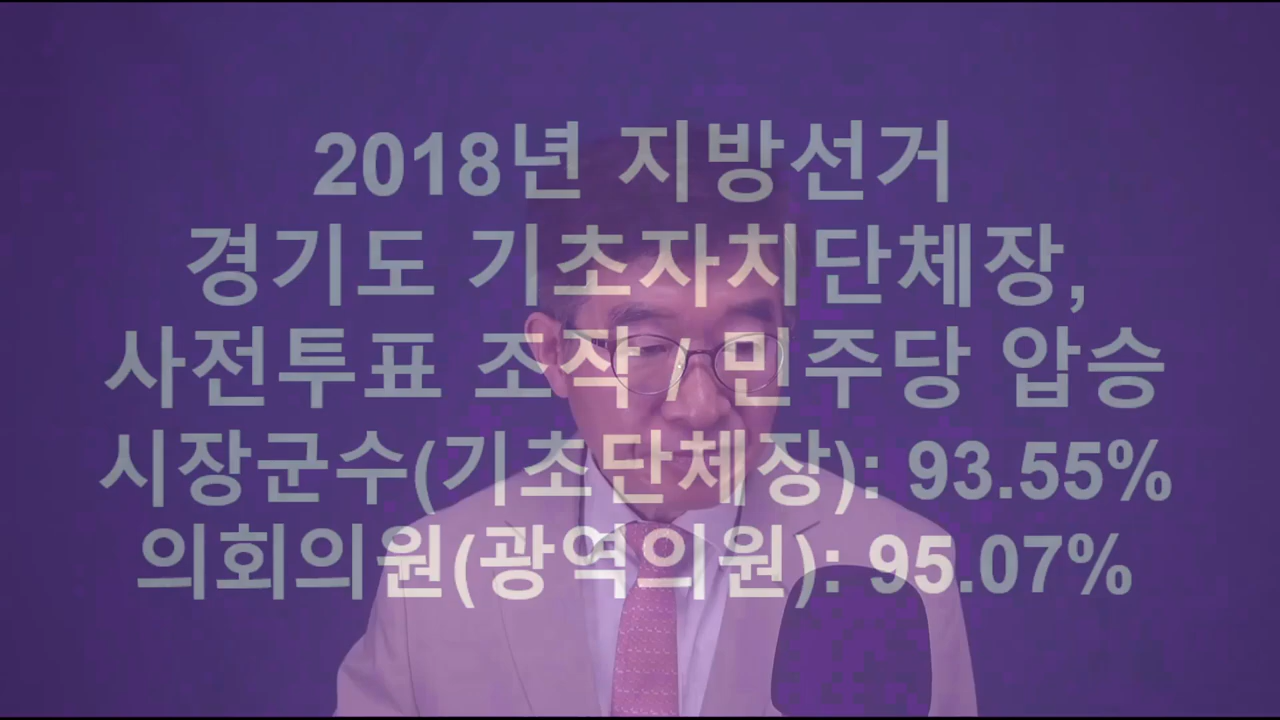 2018년 지방선거
경기도 기초자치단체장,
사전투표 조작 / 민주당 압승
시장군수(기초단체장): 93.55%
의회의원(광역의원): 95.07%